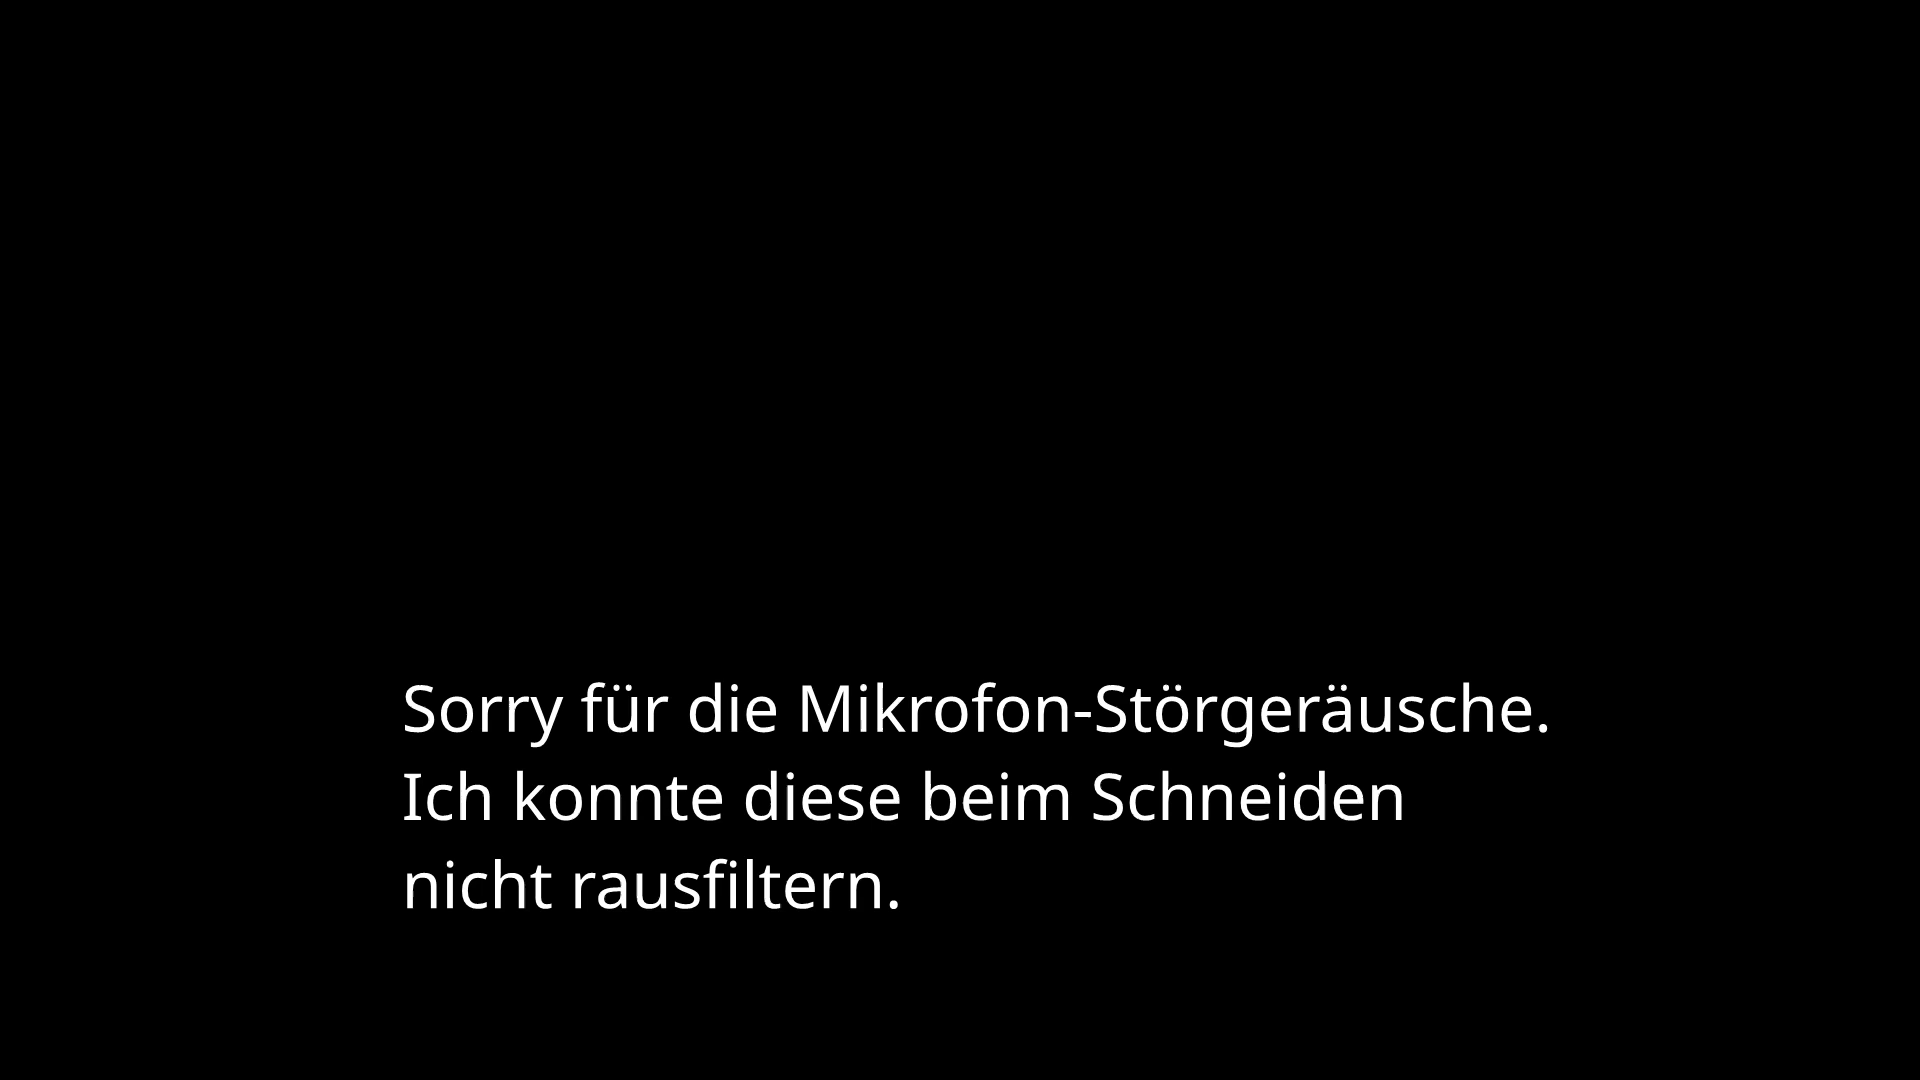 Sorry für die Mikrofon-Störgeräusche.
Ich konnte diese beim Schneiden
nicht rausfiltern.